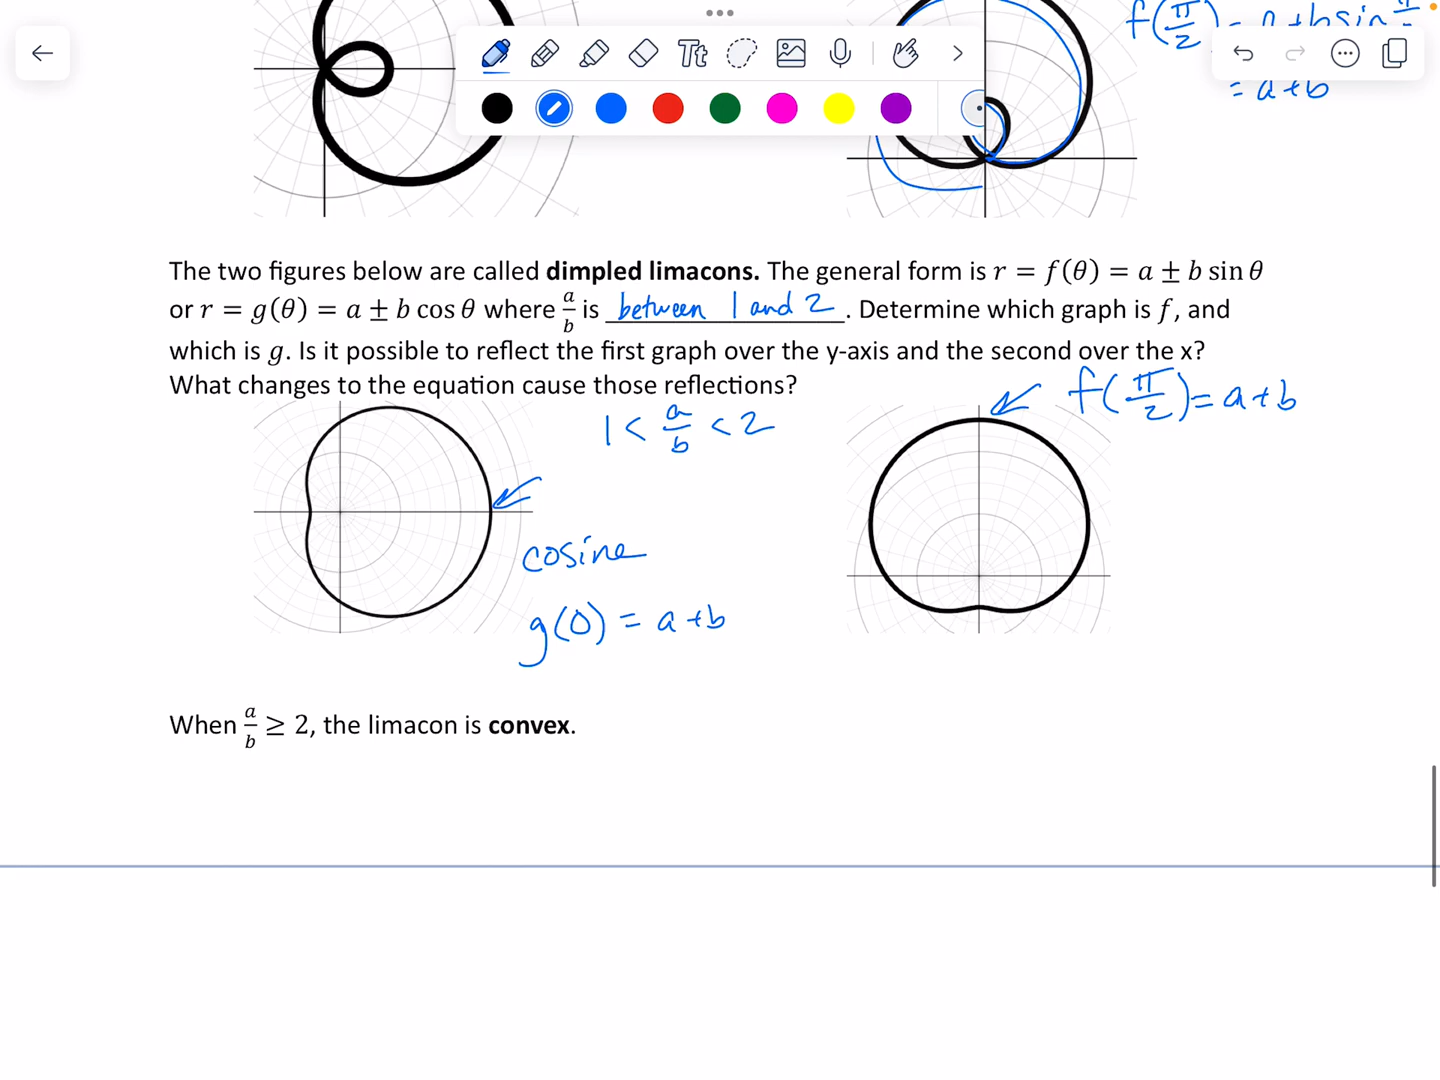 f(π/2) = a + b sin π/2
= a + b
Tt
The two figures below are called dimpled limacons. The general form is r = f(θ) = a ± b sin θ
or r = g(θ) = a ± b cos θ where a/b is between 1 and 2. Determine which graph is f, and
which is g. Is it possible to reflect the first graph over the y-axis and the second over the x?
What changes to the equation cause those reflections?
f(π/2) = a + b
1 < a/b < 2
cosine
g(0) = a + b
When a/b ≥ 2, the limacon is convex.